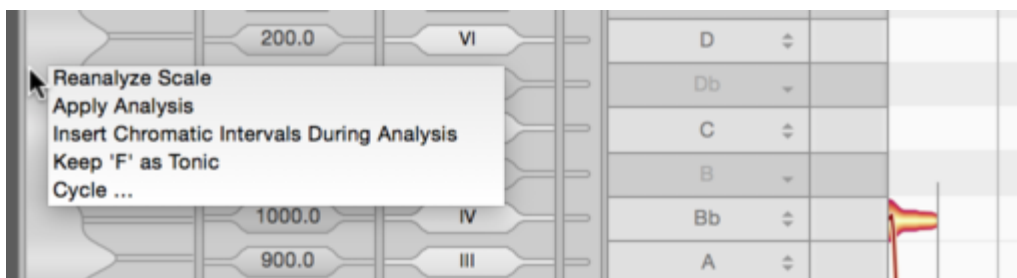 200.0 VI D
Reanalyze Scale Db
Apply Analysis
Insert Chromatic Intervals During Analysis C
Keep 'F' as Tonic B
Cycle ...
1000.0 IV Bb
900.0 III A